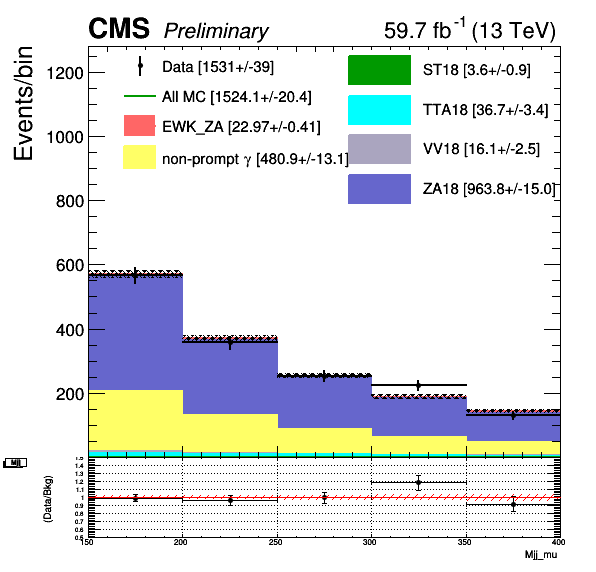 CMS Preliminary 59.7 fb⁻¹ (13 TeV)
Events/bin
1200
1000
800
600
400
200
Data [1531+/-39]
All MC [1524.1+/-20.4]
EWK_ZA [22.97+/-0.41]
non-prompt γ [480.9+/-13.1]
ST18 [3.6+/-0.9]
TTA18 [36.7+/-3.4]
VV18 [16.1+/-2.5]
ZA18 [963.8+/-15.0]
Mjj
(Data/Bkg)
1.5
1.4
1.3
1.2
1.1
1
0.9
0.8
0.7
0.6
0.5
150 200 250 300 350 400
Mjj_mu